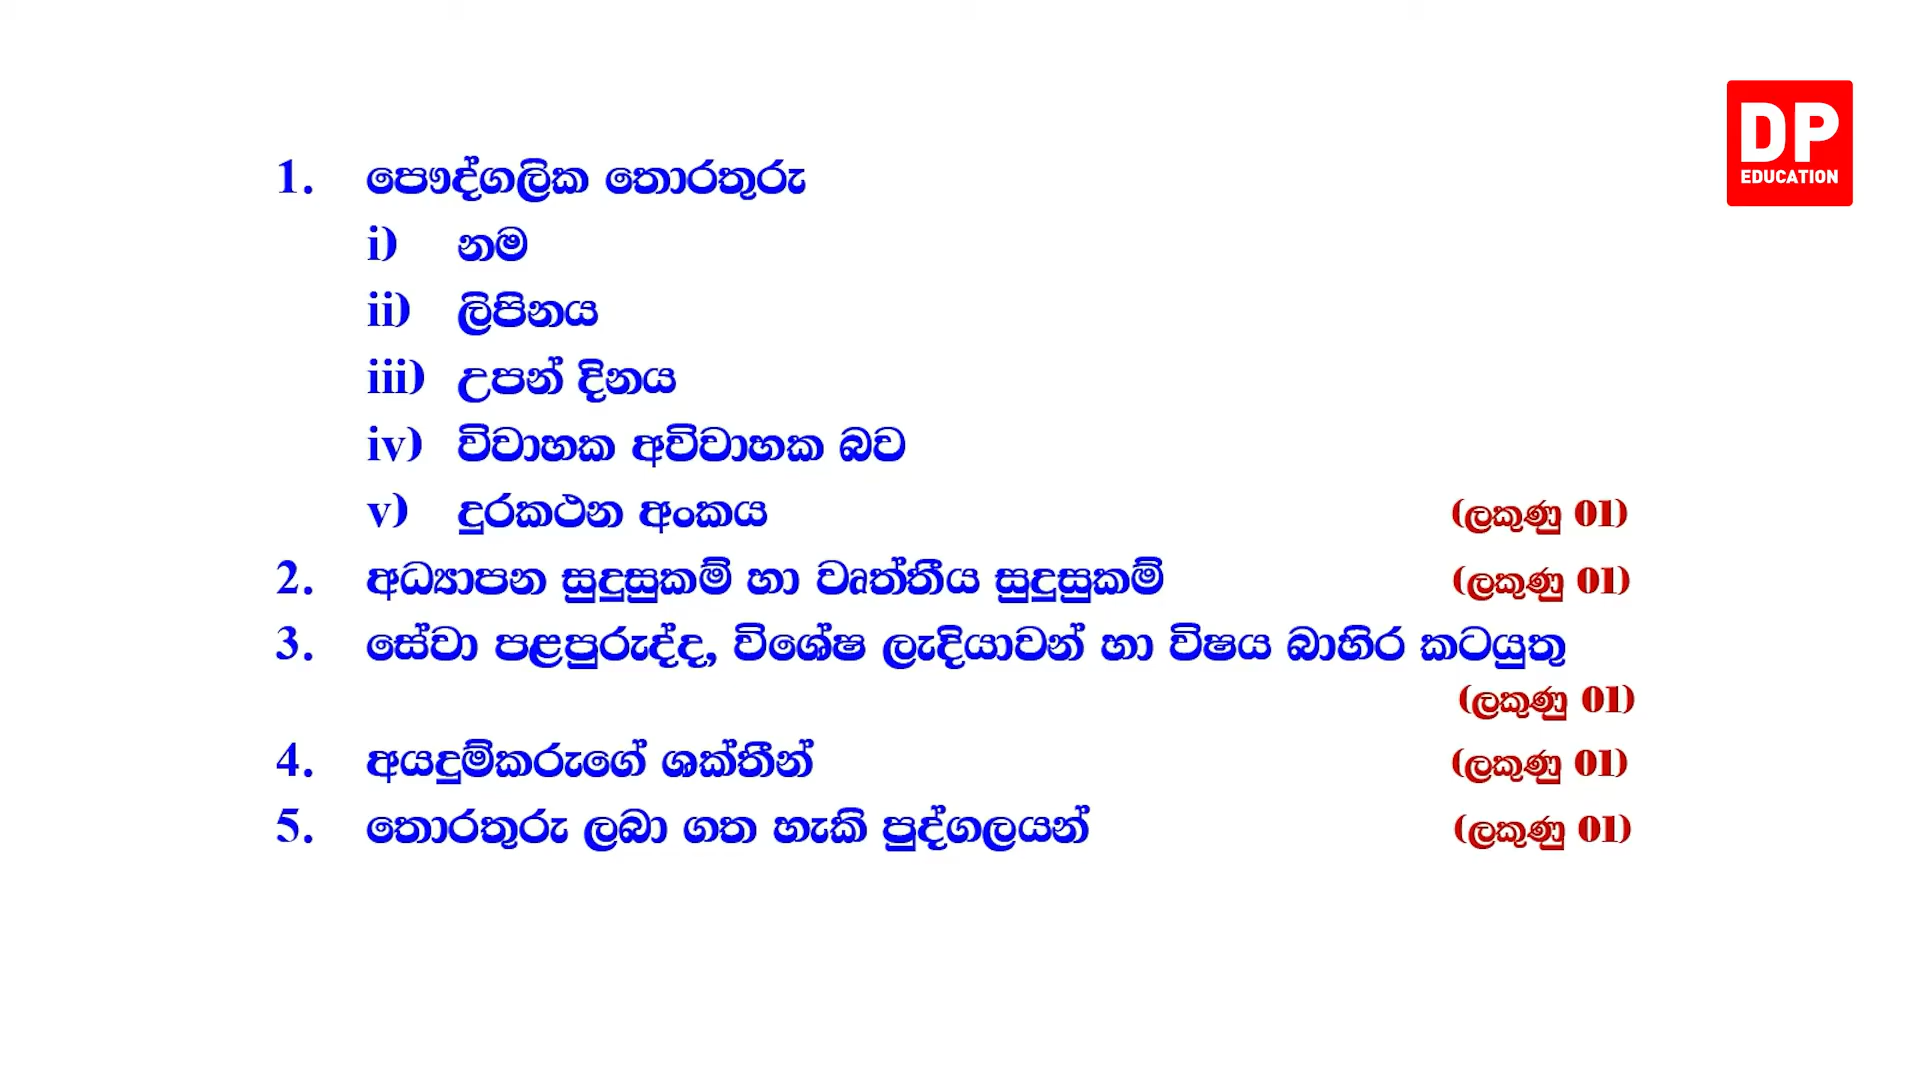 DP
EDUCATION
1. පෞද්ගලික තොරතුරු
i) නම
ii) ලිපිනය
iii) උපන් දිනය
iv) විවාහක අවිවාහක බව
v) දුරකථන අංකය (ලකුණු 01)
2. අධ්‍යාපන සුදුසුකම් හා වෘත්තීය සුදුසුකම් (ලකුණු 01)
3. සේවා පළපුරුද්ද, විශේෂ ලැදියාවන් හා විෂය බාහිර කටයුතු
(ලකුණු 01)
4. අයදුම්කරුගේ ශක්තීන් (ලකුණු 01)
5. තොරතුරු ලබා ගත හැකි පුද්ගලයන් (ලකුණු 01)